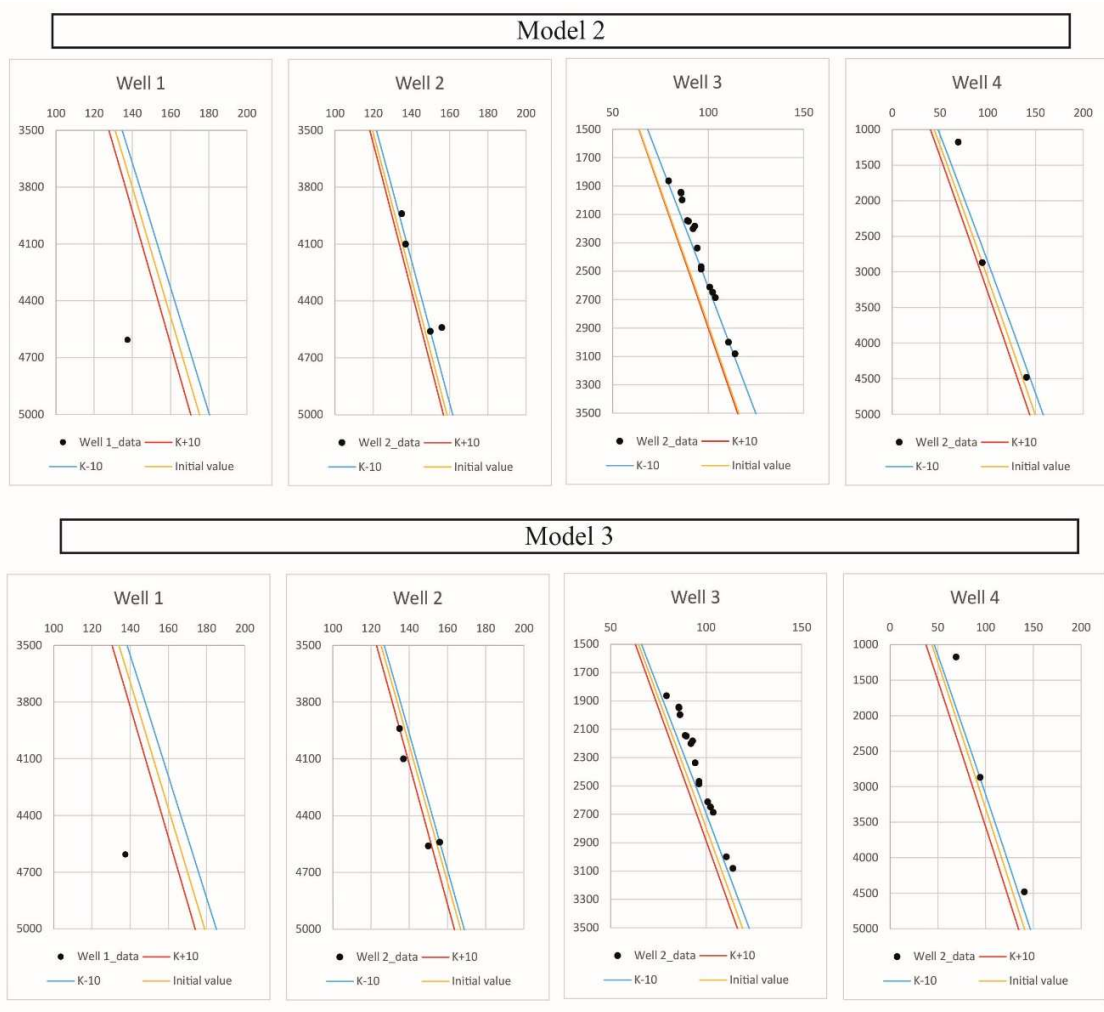 Model 2
Well 1
100 120 140 160 180 200
3500
3800
4100
4400
4700
5000
Well 1_data K+10
K-10 Initial value
Well 2
100 120 140 160 180 200
3500
3800
4100
4400
4700
5000
Well 2_data K+10
K-10 Initial value
Well 3
50 100 150
1500
1900
2100
2300
2500
2700
2900
3100
3300
3500
Well 2_data K+10
K-10 Initial value
Well 4
0 50 100 150 200
1000
1500
2000
2500
3000
3500
4000
4500
5000
Well 2_data K+10
K-10 Initial value
Model 3
Well 1
100 120 140 160 180 200
3500
3800
4100
4400
4700
5000
Well 1_data K+10
K-10 Initial value
Well 2
100 120 140 160 180 200
3500
3800
4100
4400
4700
5000
Well 2_data K+10
K-10 Initial value
Well 3
50 100 150
1500
1900
2100
2300
2500
2700
2900
3100
3300
3500
Well 2_data K+10
K-10 Initial value
Well 4
0 50 100 150 200
1000
1500
2000
2500
3000
3500
4000
4500
5000
Well 2_data K+10
K-10 Initial value